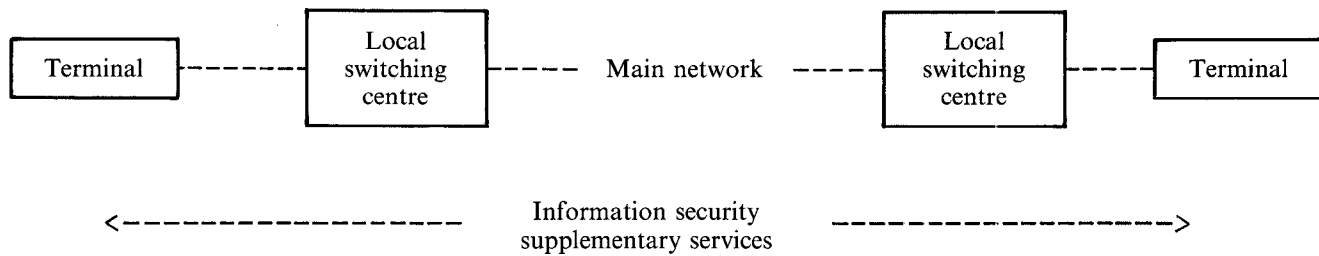 Terminal
Local
switching
centre
Main network
Local
switching
centre
Terminal
Information security
supplementary services